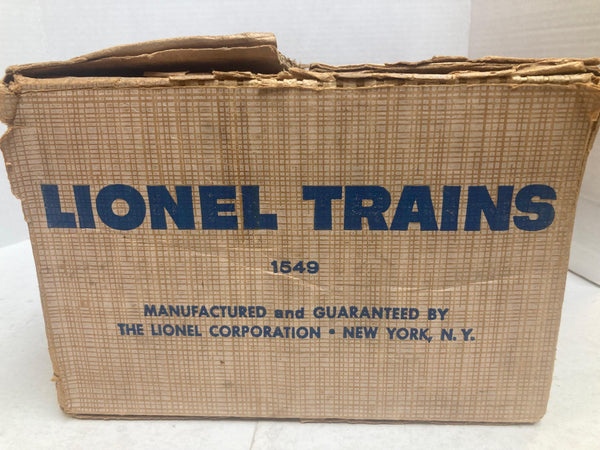 LIONEL TRAINS
1549
MANUFACTURED and GUARANTEED BY
THE LIONEL CORPORATION • NEW YORK, N.Y.